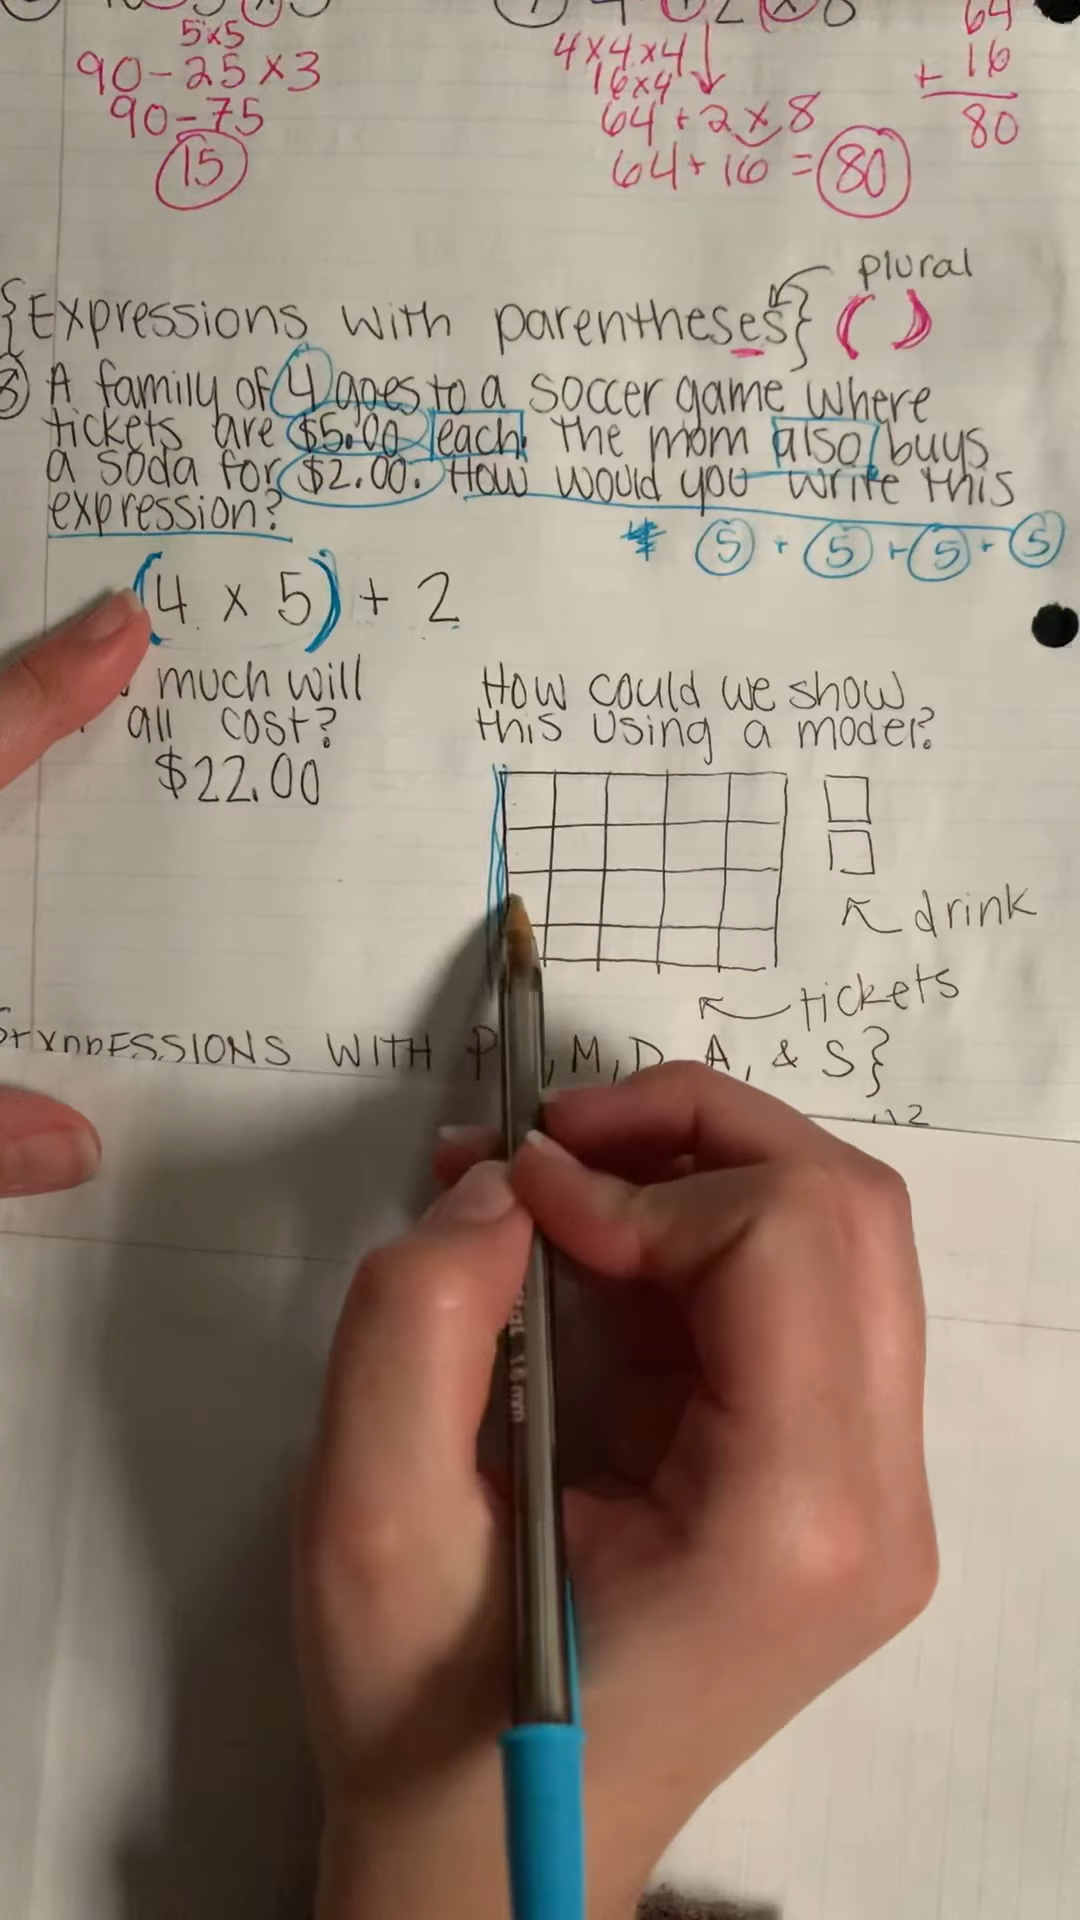 5x5
90-25 x3
90-75
15
4x4x4
16x4
64+2x8
64+16 = 80
64
+ 16
80
plural
{Expressions with parentheses} ( )
A family of 4 goes to a soccer game where
tickets are $5.00 each. The mom also buys
a soda for $2.00. How would you write this
expression?
5 + 5 + 5 + 5
(4 x 5) + 2
much will
all cost?
$22.00
How could we show
this using a model?
drink
tickets
WITH P , M, D, A, & S}